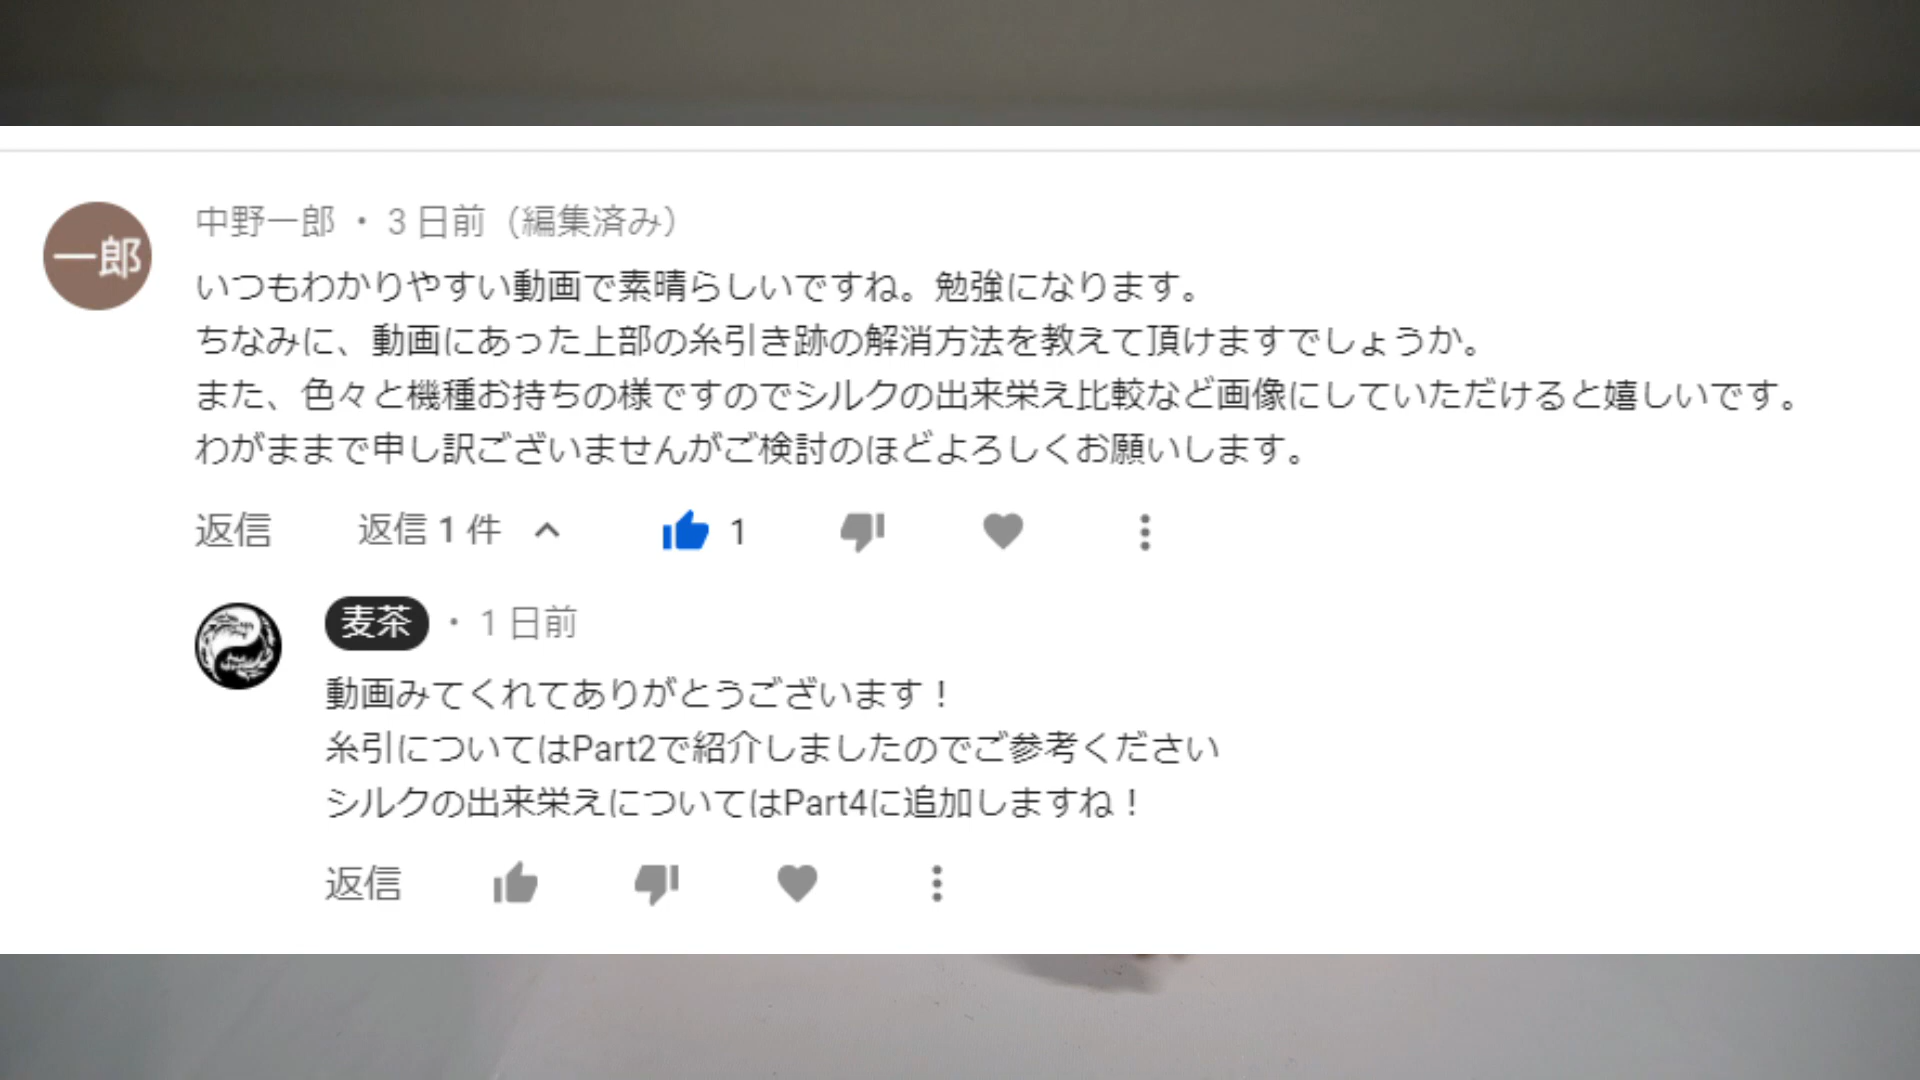 一郎
中野一郎 ・ 3 日前（編集済み）
いつもわかりやすい動画で素晴らしいですね。勉強になります。
ちなみに、動画にあった上部の糸引き跡の解消方法を教えて頂けますでしょうか。
また、色々と機種お持ちの様ですのでシルクの出来栄え比較など画像にしていただけると嬉しいです。
わがままで申し訳ございませんがご検討のほどよろしくお願いします。
返信 返信 1 件 1
麦茶 ・ 1 日前
動画みてくれてありがとうございます！
糸引についてはPart2で紹介しましたのでご参考ください
シルクの出来栄えについてはPart4に追加しますね！
返信